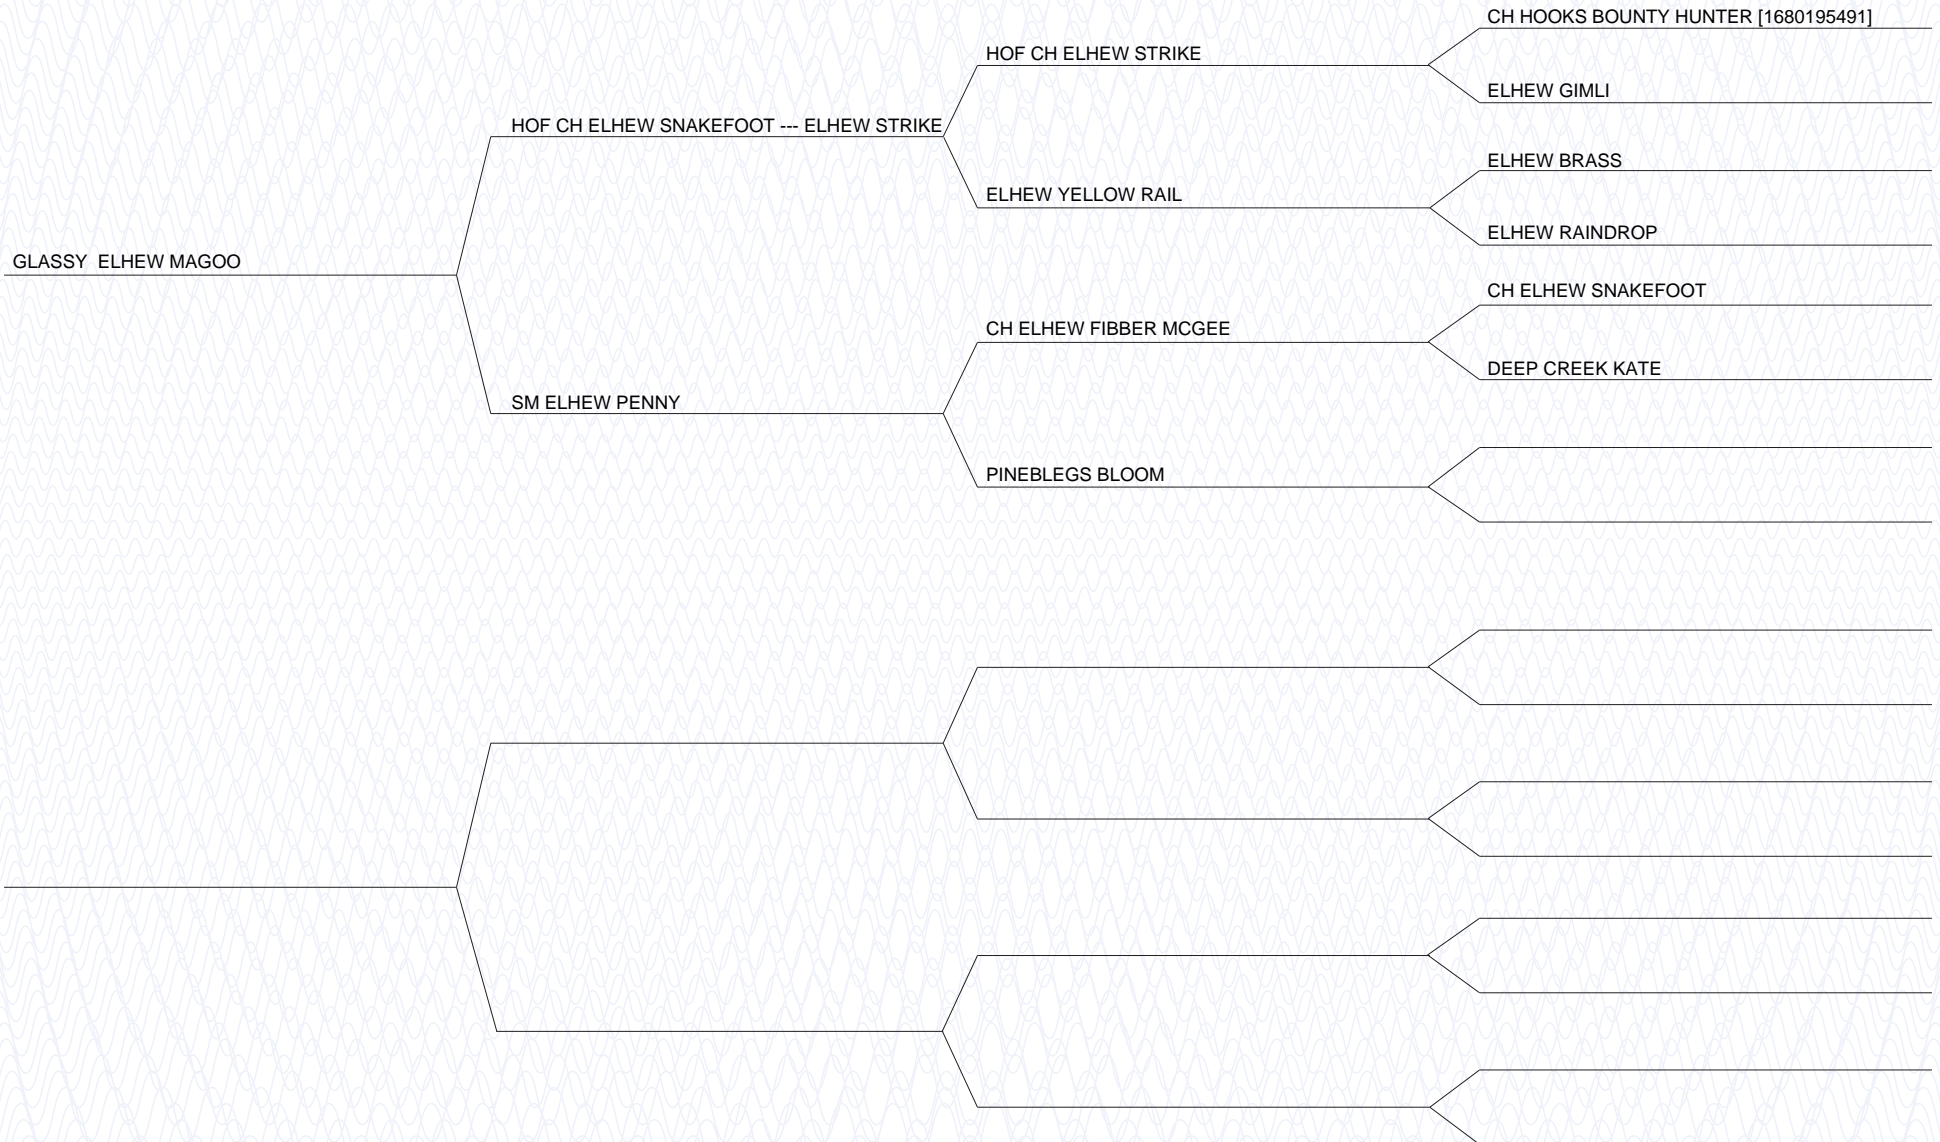 CH HOOKS BOUNTY HUNTER [1680195491]
HOF CH ELHEW STRIKE
ELHEW GIMLI
HOF CH ELHEW SNAKEFOOT --- ELHEW STRIKE
ELHEW BRASS
ELHEW YELLOW RAIL
ELHEW RAINDROP
GLASSY  ELHEW MAGOO
CH ELHEW SNAKEFOOT
CH ELHEW FIBBER MCGEE
DEEP CREEK KATE
SM ELHEW PENNY
PINEBLEGS BLOOM